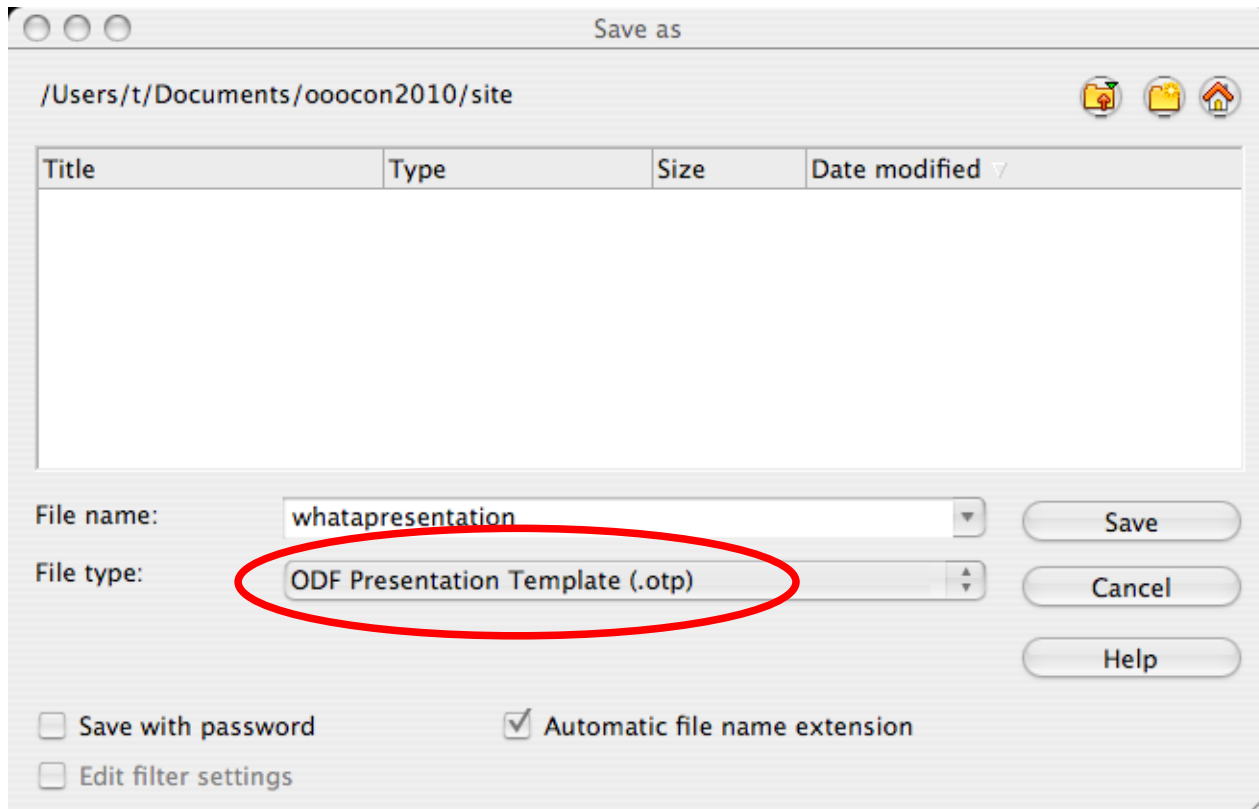 Save as
/Users/t/Documents/ooocon2010/site
Title Type Size Date modified
File name: whatapresentation Save
File type: ODF Presentation Template (.otp) Cancel
Help
Save with password Automatic file name extension
Edit filter settings